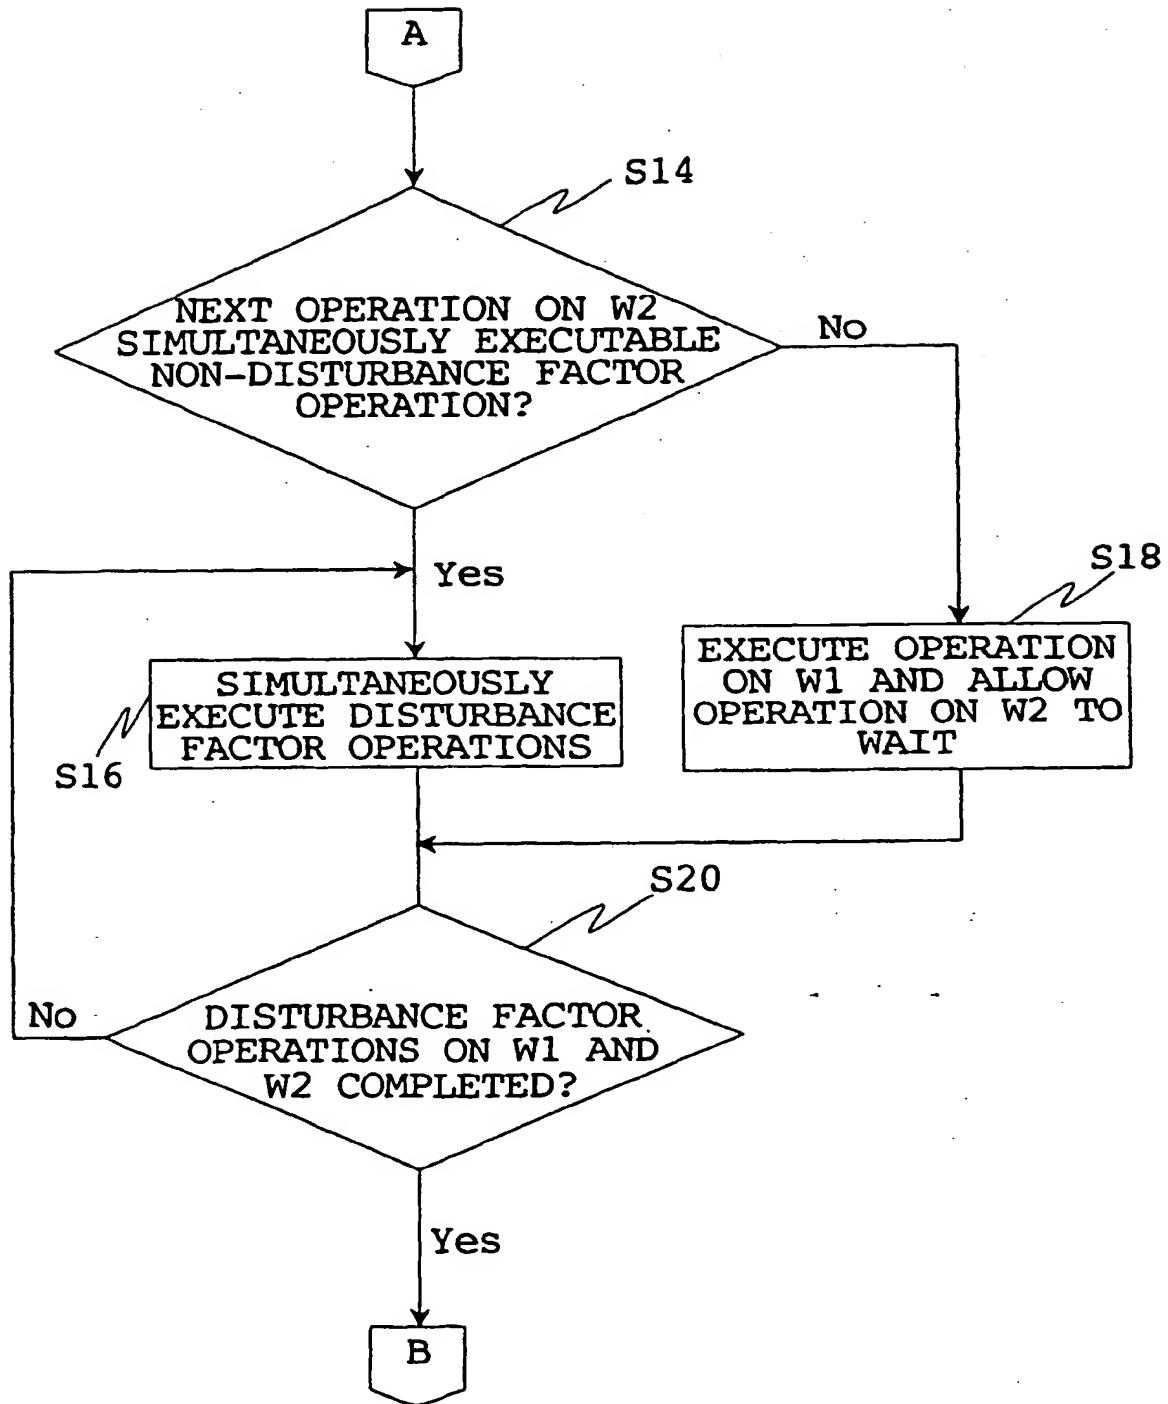 A
S14
NEXT OPERATION ON W2
SIMULTANEOUSLY EXECUTABLE
NON-DISTURBANCE FACTOR
OPERATION?
No
Yes
S18
EXECUTE OPERATION
ON W1 AND ALLOW
OPERATION ON W2 TO
WAIT
SIMULTANEOUSLY
EXECUTE DISTURBANCE
FACTOR OPERATIONS
S16
S20
No
DISTURBANCE FACTOR
OPERATIONS ON W1 AND
W2 COMPLETED?
Yes
B